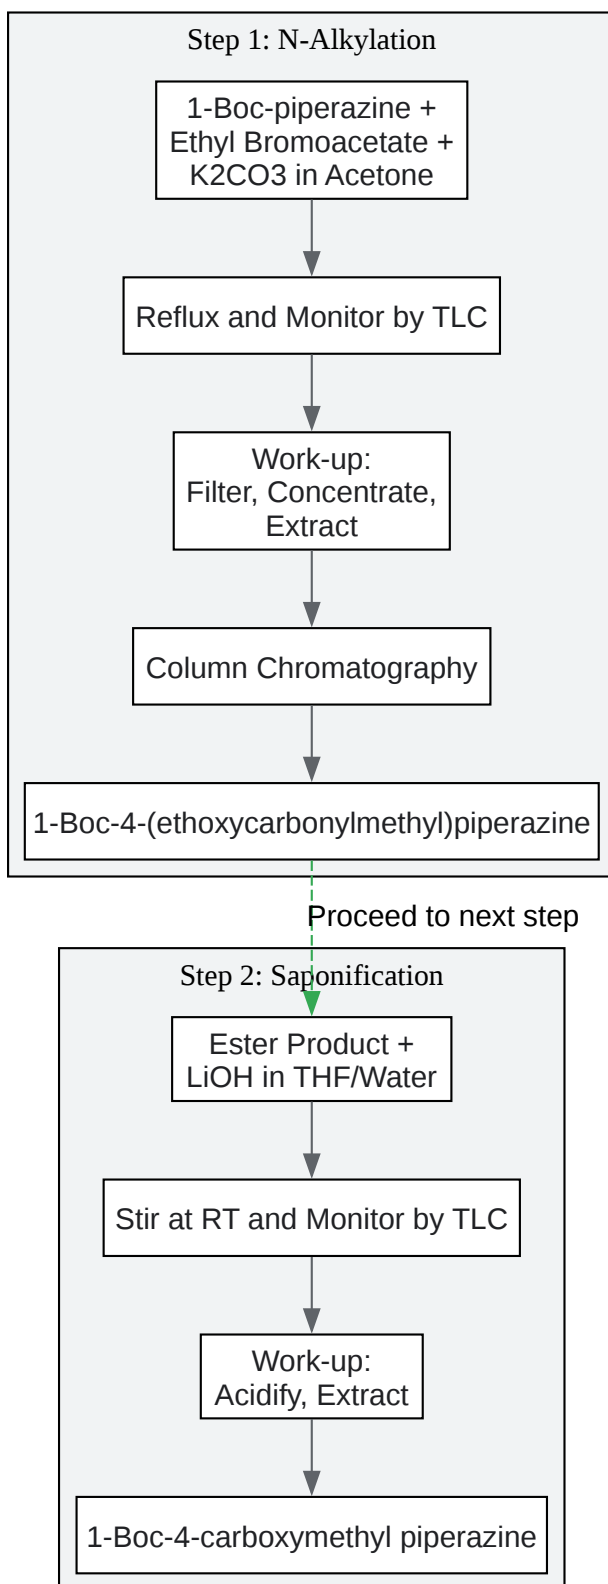 Step 1: N-Alkylation
1-Boc-piperazine +
Ethyl Bromoacetate +
K2CO3 in Acetone
Reflux and Monitor by TLC
Work-up:
Filter, Concentrate,
Extract
Column Chromatography
1-Boc-4-(ethoxycarbonylmethyl)piperazine
Proceed to next step
Step 2: Saponification
Ester Product +
LiOH in THF/Water
Stir at RT and Monitor by TLC
Work-up:
Acidify, Extract
1-Boc-4-carboxymethyl piperazine